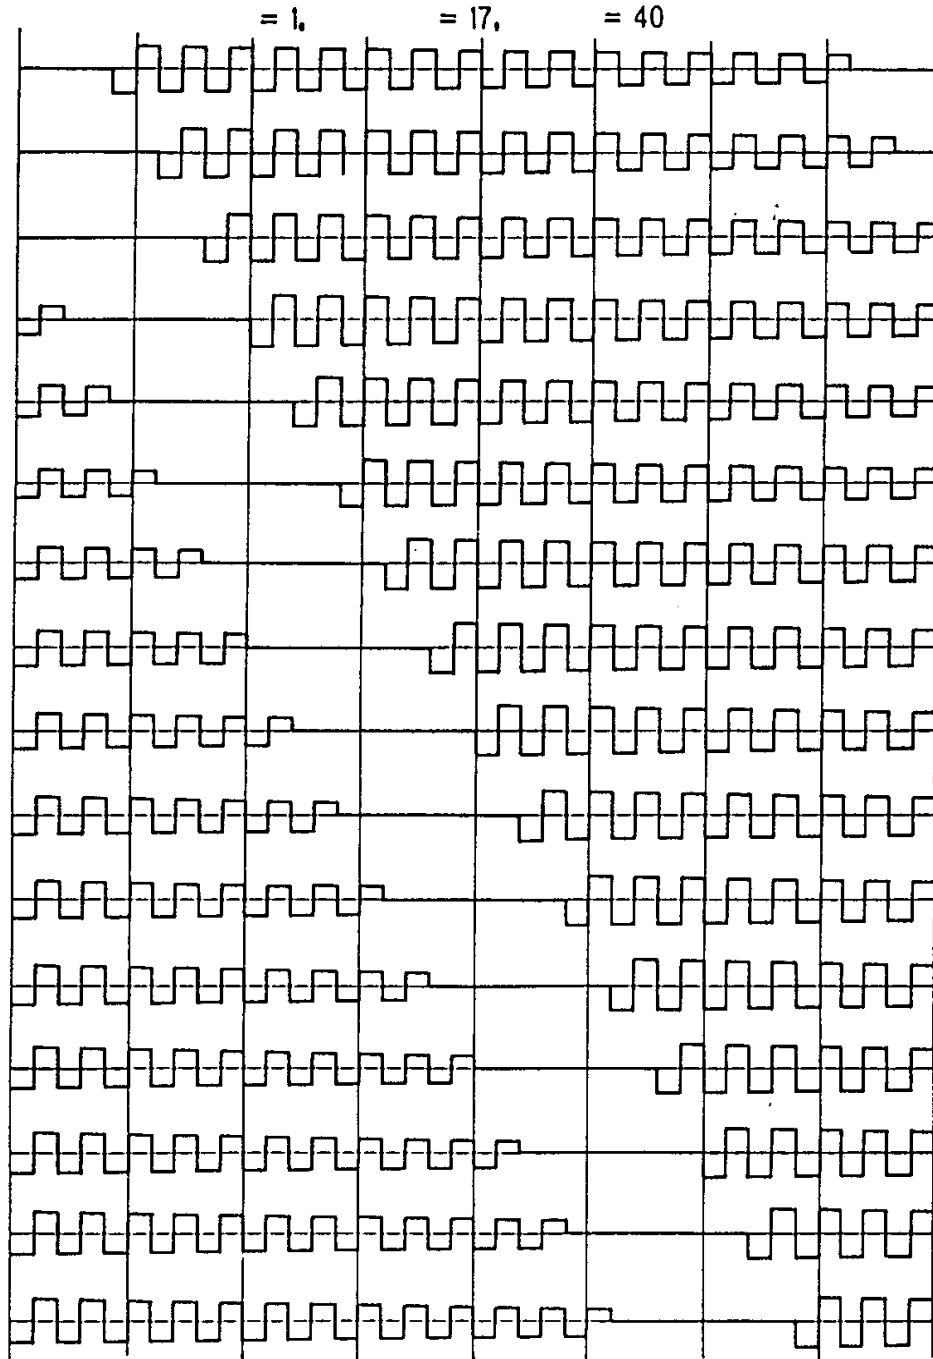 = 1. = 17. = 40